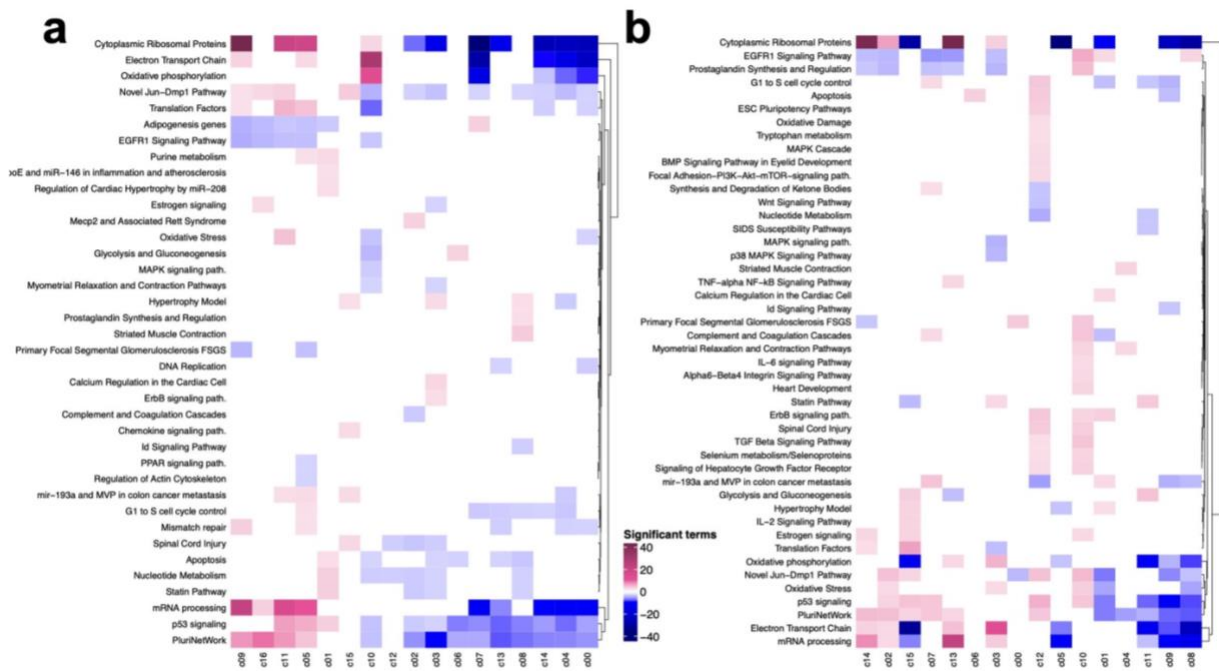 a
Cytoplasmic Ribosomal Proteins
Electron Transport Chain
Oxidative phosphorylation
Novel Jun-Dmp1 Pathway
Translation Factors
Adipogenesis genes
EGFR1 Signaling Pathway
Purine metabolism
oE and miR-146 in inflammation and atherosclerosis
Regulation of Cardiac Hypertrophy by miR-208
Estrogen signaling
Mecp2 and Associated Rett Syndrome
Oxidative Stress
Glycolysis and Gluconeogenesis
MAPK signaling path.
Myometrial Relaxation and Contraction Pathways
Hypertrophy Model
Prostaglandin Synthesis and Regulation
Striated Muscle Contraction
Primary Focal Segmental Glomerulosclerosis FSGS
DNA Replication
Calcium Regulation in the Cardiac Cell
ErbB signaling path.
Complement and Coagulation Cascades
Chemokine signaling path.
Id Signaling Pathway
PPAR signaling path.
Regulation of Actin Cytoskeleton
mir-193a and MVP in colon cancer metastasis
G1 to S cell cycle control
Mismatch repair
Spinal Cord Injury
Apoptosis
Nucleotide Metabolism
Statin Pathway
mRNA processing
p53 signaling
PluriNetWork
c09 c16 c11 c05 c01 c15 c10 c12 c02 c03 c06 c07 c13 c08 c14 c04 c00
b
Cytoplasmic Ribosomal Proteins
EGFR1 Signaling Pathway
Prostaglandin Synthesis and Regulation
G1 to S cell cycle control
Apoptosis
ESC Pluripotency Pathways
Oxidative Damage
Tryptophan metabolism
MAPK Cascade
BMP Signaling Pathway in Eyelid Development
Focal Adhesion-PI3K-Akt-mTOR-signaling path.
Synthesis and Degradation of Ketone Bodies
Wnt Signaling Pathway
Nucleotide Metabolism
SIDS Susceptibility Pathways
MAPK signaling path.
p38 MAPK Signaling Pathway
Striated Muscle Contraction
TNF-alpha NF-kB Signaling Pathway
Calcium Regulation in the Cardiac Cell
Id Signaling Pathway
Primary Focal Segmental Glomerulosclerosis FSGS
Complement and Coagulation Cascades
Myometrial Relaxation and Contraction Pathways
IL-6 signaling Pathway
Alpha6-Beta4 Integrin Signaling Pathway
Heart Development
Statin Pathway
ErbB signaling path.
Spinal Cord Injury
TGF Beta Signaling Pathway
Selenium metabolism/Selenoproteins
Signaling of Hepatocyte Growth Factor Receptor
mir-193a and MVP in colon cancer metastasis
Glycolysis and Gluconeogenesis
Hypertrophy Model
IL-2 Signaling Pathway
Estrogen signaling
Translation Factors
Oxidative phosphorylation
Novel Jun-Dmp1 Pathway
Oxidative Stress
p53 signaling
PluriNetWork
Electron Transport Chain
mRNA processing
c14 c02 c15 c07 c13 c06 c03 c00 c12 c05 c10 c01 c04 c11 c09 c08
Significant terms
40
20
0
−20
−40